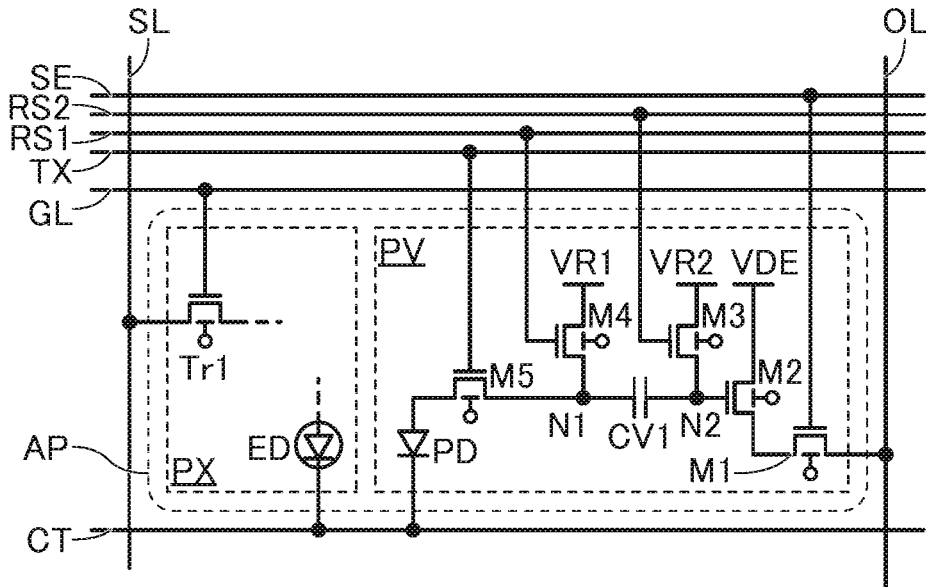 SL
OL
SE
RS2
RS1
TX
GL
PV
VR1
VR2
VDE
M4
M3
Tr1
M5
M2
N1
CV1
N2
AP
ED
PD
M1
PX
CT